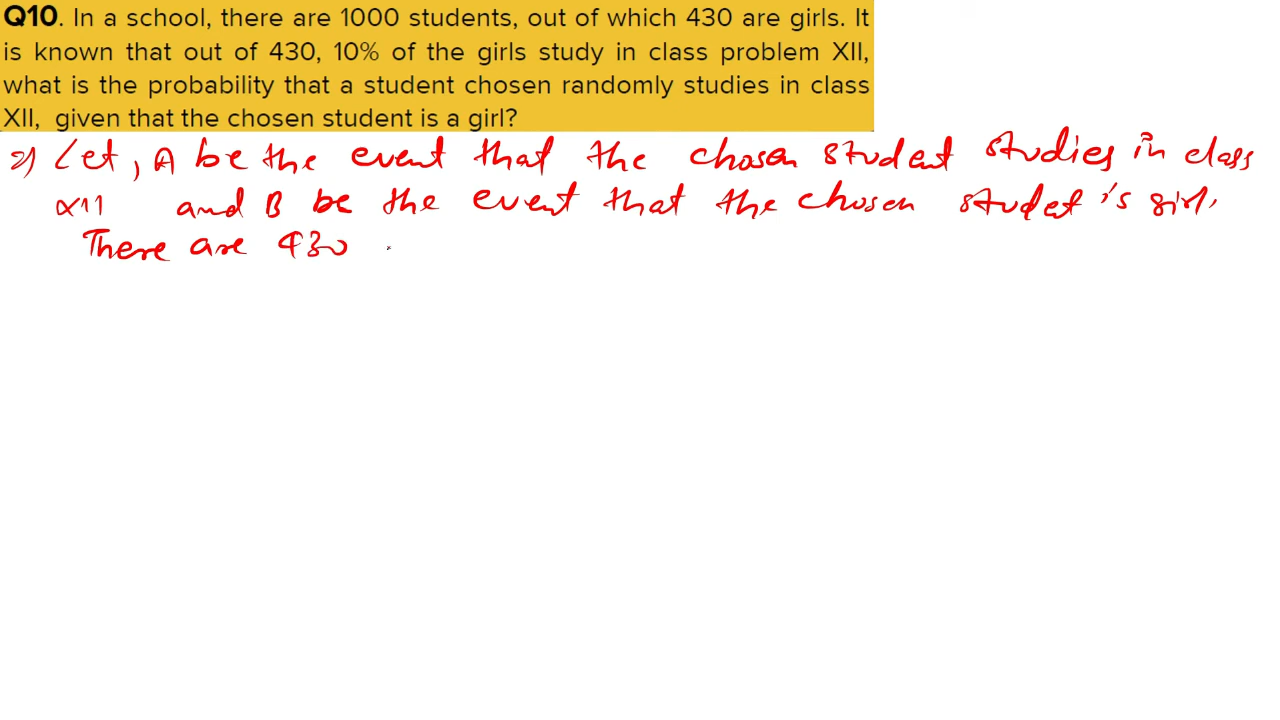 Q10. In a school, there are 1000 students, out of which 430 are girls. It
is known that out of 430, 10% of the girls study in class problem XII,
what is the probability that a student chosen randomly studies in class
XII, given that the chosen student is a girl?
Let, A be the event that the chosen student studies in class
XII and B be the event that the chosen studet is girl.
There are 430